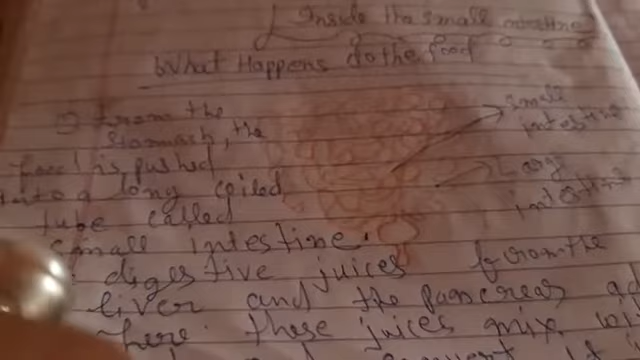 Inside the small intestine
What Happens to the food
From the
stomach, the
food is pushed
into a long coiled
tube called
small intestine.
small intestine
Large intestine
digestive juices from the
liver and the pancreas ad
here. these juices mix wi